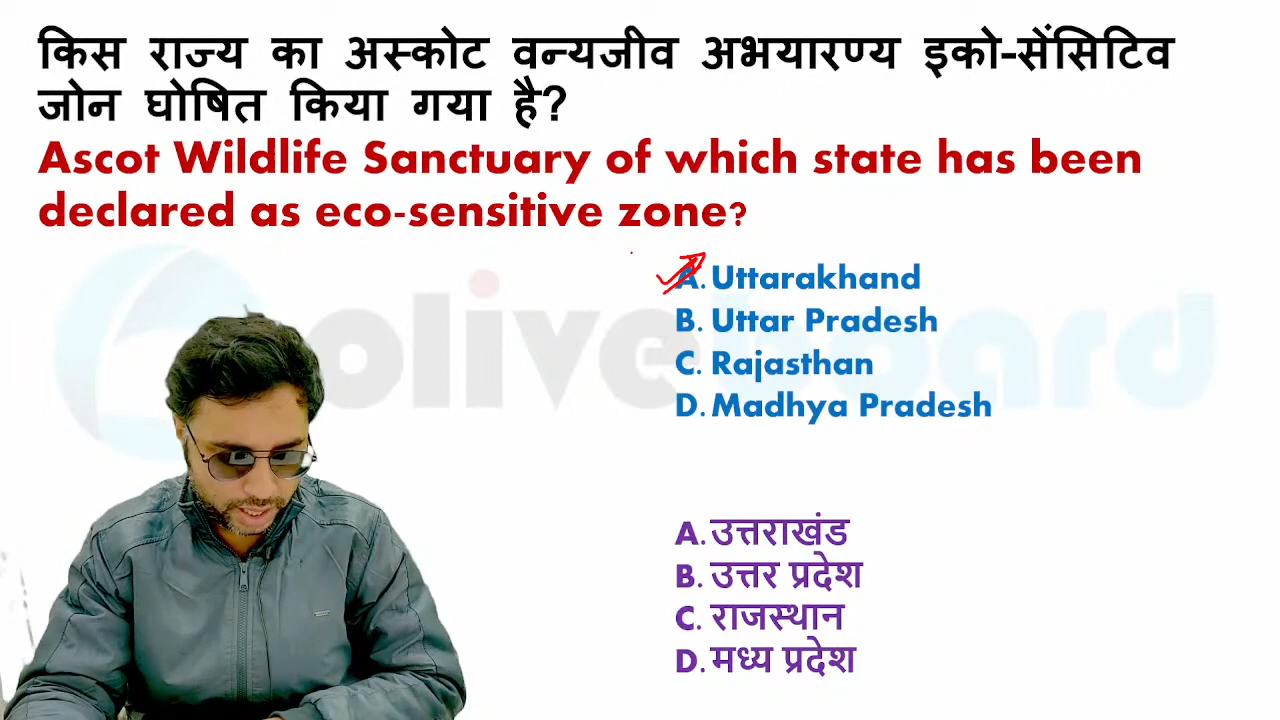 किस राज्य का अस्कोट वन्यजीव अभयारण्य इको-सेंसिटिव
जोन घोषित किया गया है?
Ascot Wildlife Sanctuary of which state has been
declared as eco-sensitive zone?
A. Uttarakhand
B. Uttar Pradesh
C. Rajasthan
D. Madhya Pradesh
A. उत्तराखंड
B. उत्तर प्रदेश
C. राजस्थान
D. मध्य प्रदेश
oliveboard